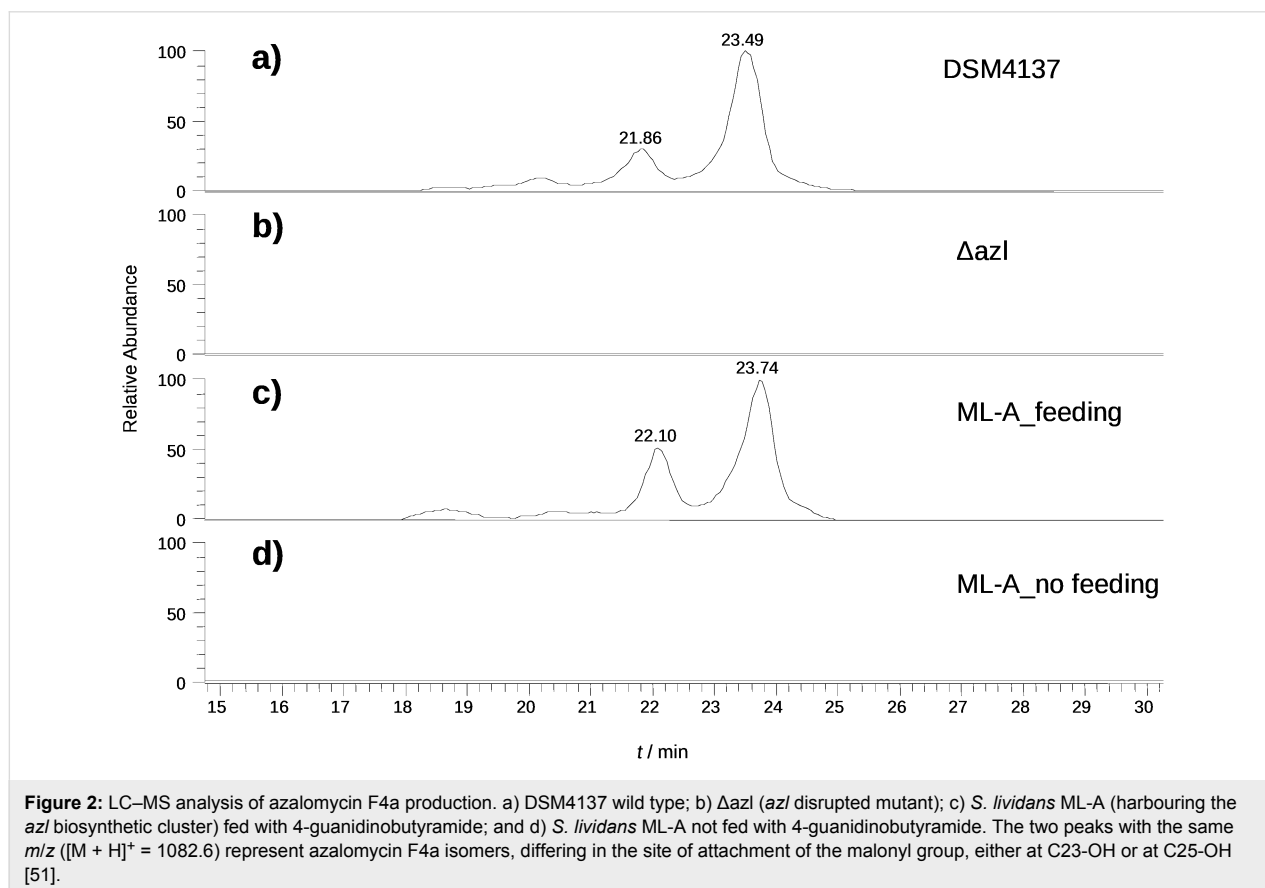 23.49
100
a)
DSM4137
50
21.86
0
100
b)
Δazl
50
0
Relative Abundance
23.74
100
c)
ML-A_feeding
22.10
50
0
100
d)
ML-A_no feeding
50
0
15 16 17 18 19 20 21 22 23 24 25 26 27 28 29 30
t / min
Figure 2: LC–MS analysis of azalomycin F4a production. a) DSM4137 wild type; b) Δazl (azl disrupted mutant); c) S. lividans ML-A (harbouring the
azl biosynthetic cluster) fed with 4-guanidinobutyramide; and d) S. lividans ML-A not fed with 4-guanidinobutyramide. The two peaks with the same
m/z ([M + H]+ = 1082.6) represent azalomycin F4a isomers, differing in the site of attachment of the malonyl group, either at C23-OH or at C25-OH
[51].